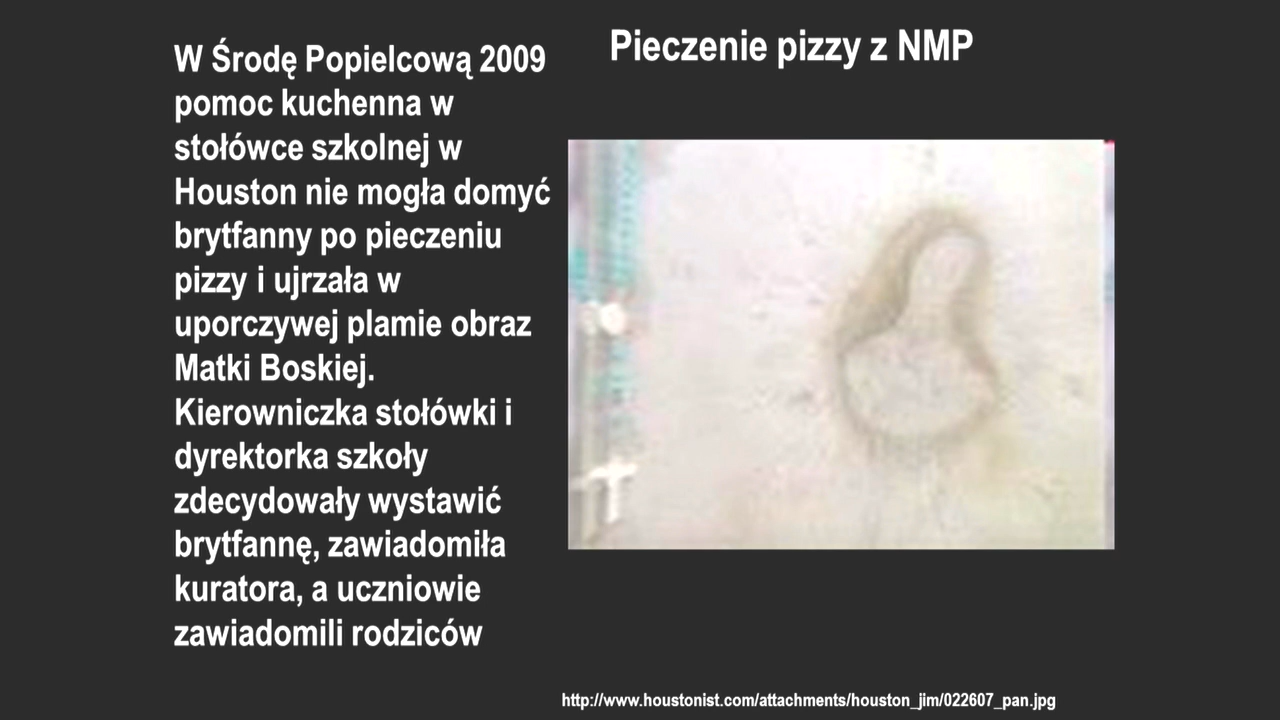 Pieczenie pizzy z NMP
W Środę Popielcową 2009
pomoc kuchenna w
stołówce szkolnej w
Houston nie mogła domyć
brytfanny po pieczeniu
pizzy i ujrzała w
uporczywej plamie obraz
Matki Boskiej.
Kierowniczka stołówki i
dyrektorka szkoły
zdecydowały wystawić
brytfannę, zawiadomiła
kuratora, a uczniowie
zawiadomili rodziców
http://www.houstonist.com/attachments/houston_jim/022607_pan.jpg